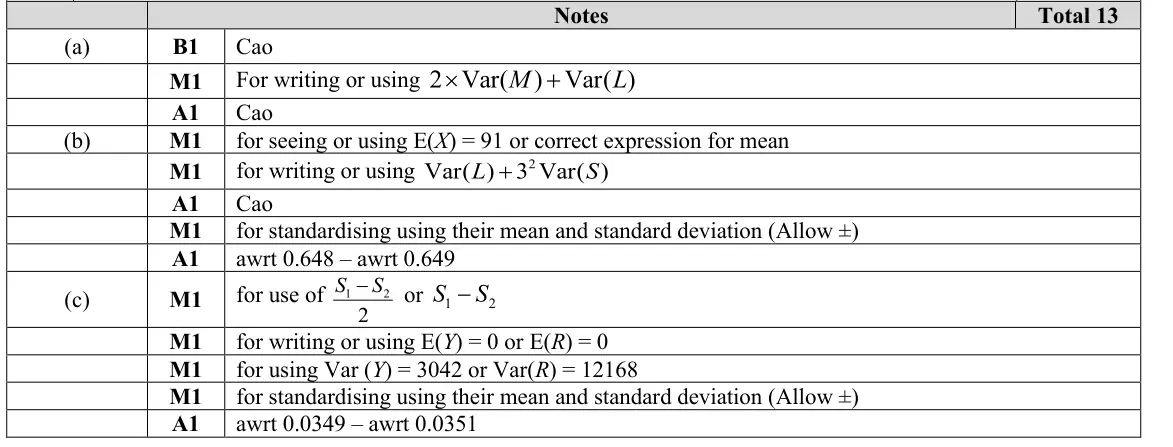 Notes Total 13
(a) B1 Cao
M1 For writing or using 2×Var(M)+Var(L)
A1 Cao
(b) M1 for seeing or using E(X) = 91 or correct expression for mean
M1 for writing or using Var(L)+3²Var(S)
A1 Cao
M1 for standardising using their mean and standard deviation (Allow ±)
A1 awrt 0.648 – awrt 0.649
(c) M1 for use of (S₁ − S₂)/2 or S₁ − S₂
M1 for writing or using E(Y) = 0 or E(R) = 0
M1 for using Var (Y) = 3042 or Var(R) = 12168
M1 for standardising using their mean and standard deviation (Allow ±)
A1 awrt 0.0349 – awrt 0.0351